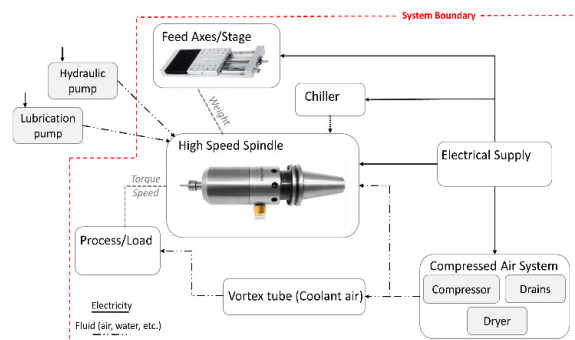 System Boundary
Feed Axes/Stage
Hydraulic
pump
Chiller
Weight
Lubrication
pump
High Speed Spindle
Electrical Supply
Torque
Speed
Process/Load
Compressed Air System
Compressor
Drains
Vortex tube (Coolant air)
Electricity
Dryer
Fluid (air, water, etc.)